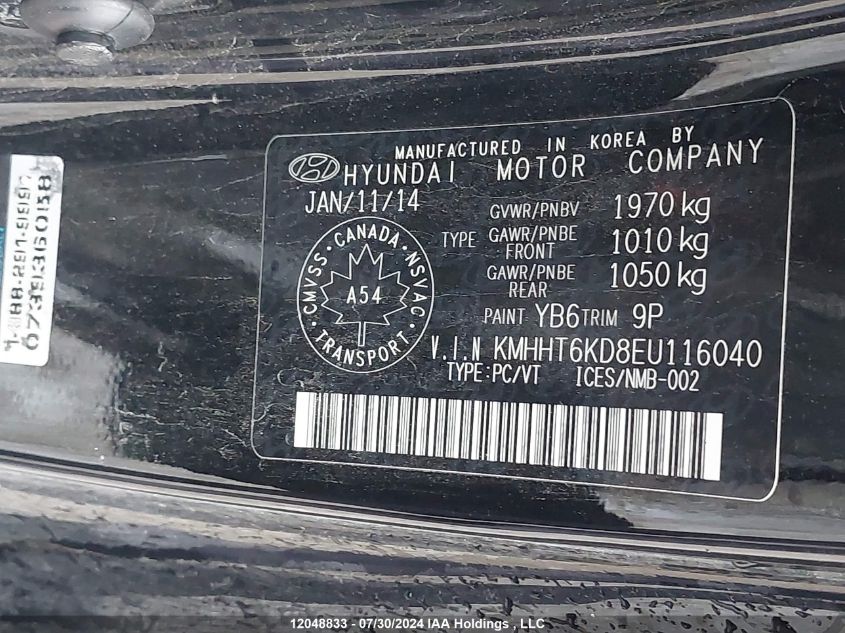 MANUFACTURED IN KOREA BY
HYUNDAI MOTOR COMPANY
JAN/11/14
GVWR/PNBV 1970 kg
TYPE GAWR/PNBE FRONT 1010 kg
GAWR/PNBE REAR 1050 kg
CANADA
CMVSS · NSVAC
A54
TRANSPORT
PAINT YB6 TRIM 9P
V.I.N KMHHT6KD8EU116040
TYPE:PC/VT ICES/NMB-002
6739360158
12048833 - 07/30/2024 IAA Holdings , LLC